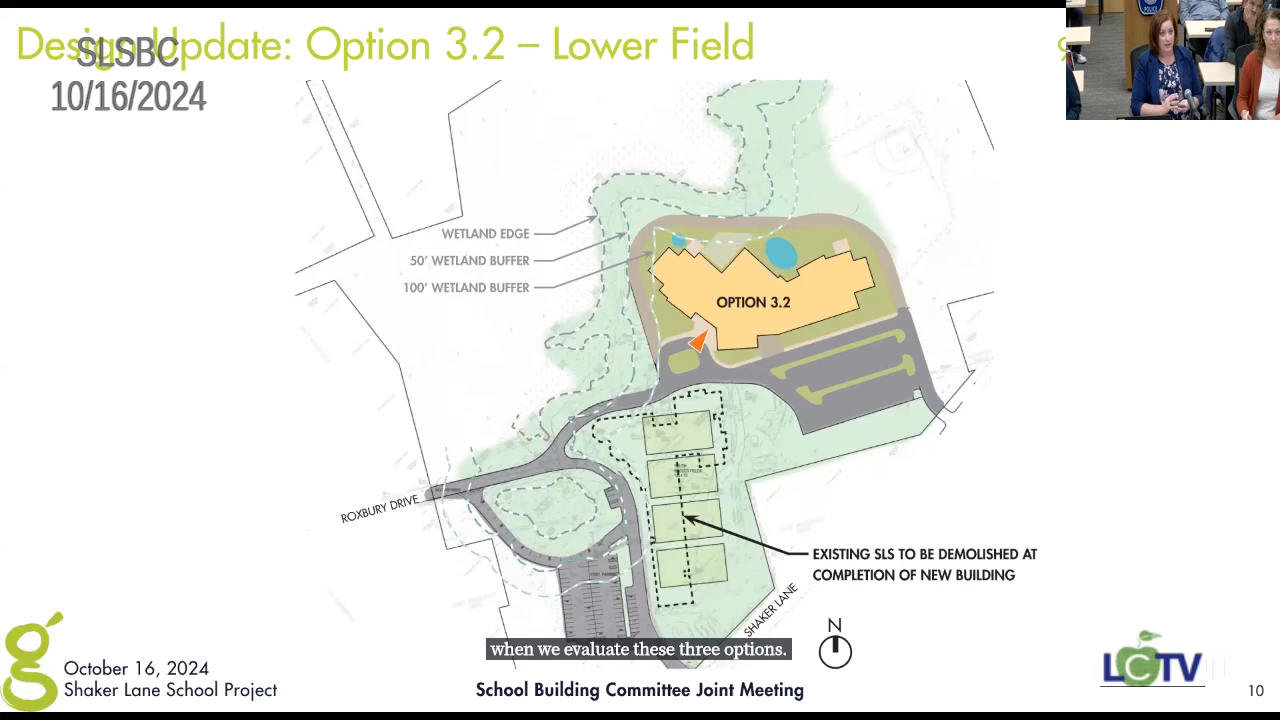 Design Update: Option 3.2 – Lower Field
SLSBC
10/16/2024
POLICE
WETLAND EDGE
50' WETLAND BUFFER
100' WETLAND BUFFER
OPTION 3.2
ROXBURY DRIVE
EXISTING SLS TO BE DEMOLISHED AT
COMPLETION OF NEW BUILDING
SHAKER LANE
N
when we evaluate these three options.
October 16, 2024
Shaker Lane School Project
School Building Committee Joint Meeting
LCTV
10